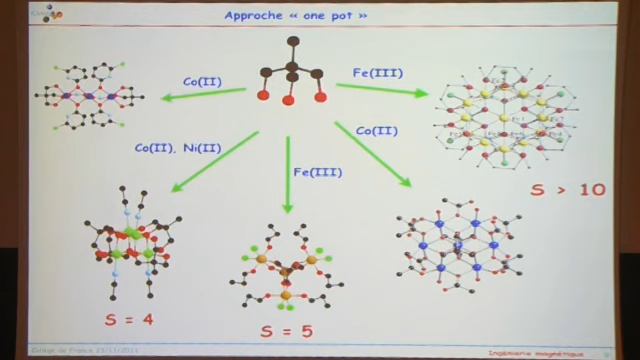 Approche « one pot »
Co(II)
Fe(III)
Co(II), Ni(II)
Fe(III)
Co(II)
S > 10
S = 4
S = 5
Collège de France 23/11/2011
Ingénierie magnétique